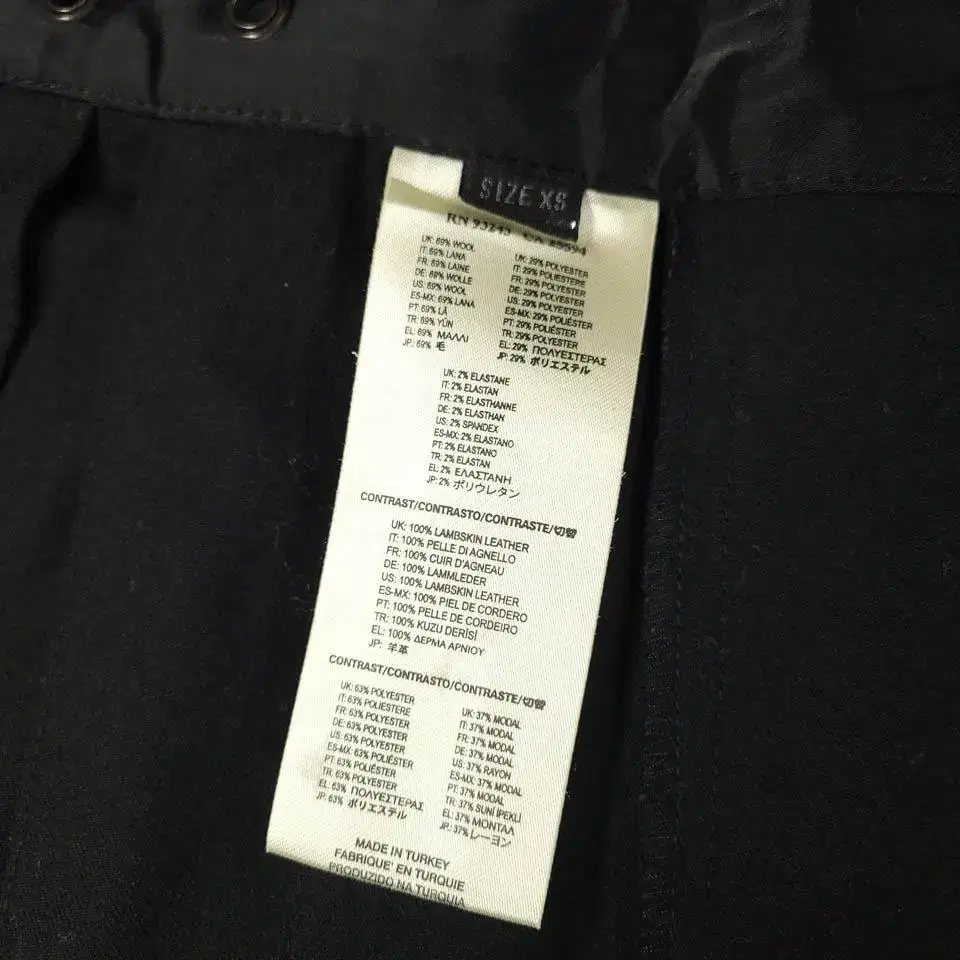 SIZE XS
RN 93243 CA
UK: 69% WOOL
IT: 69% LANA
FR: 69% LAINE
DE: 69% WOLLE
US: 69% WOOL
ES-MX: 69% LANA
PT: 69% LÃ
TR: 69% YÜN
EL: 69% ΜΑΛΛΙ
JP: 69% 毛
UK: 29% POLYESTER
IT: 29% POLIESTERE
FR: 29% POLYESTER
DE: 29% POLYESTER
US: 29% POLYESTER
ES-MX: 29% POLIÉSTER
PT: 29% POLIÉSTER
TR: 29% POLYESTER
EL: 29% ΠΟΛΥΕΣΤΕΡΑΣ
JP: 29% ポリエステル
UK: 2% ELASTANE
IT: 2% ELASTAN
FR: 2% ELASTHANNE
DE: 2% ELASTHAN
US: 2% SPANDEX
ES-MX: 2% ELASTANO
PT: 2% ELASTANO
TR: 2% ELASTAN
EL: 2% ΕΛΑΣΤΑΝΗ
JP: 2% ポリウレタン
CONTRAST/CONTRASTO/CONTRASTE/切替
UK: 100% LAMBSKIN LEATHER
IT: 100% PELLE DI AGNELLO
FR: 100% CUIR D'AGNEAU
DE: 100% LAMMLEDER
US: 100% LAMBSKIN LEATHER
ES-MX: 100% PIEL DE CORDERO
PT: 100% PELLE DE CORDEIRO
TR: 100% KUZU DERİSİ
EL: 100% ΔΕΡΜΑ ΑΡΝΙΟΥ
JP: 羊革
CONTRAST/CONTRASTO/CONTRASTE/切替
UK: 63% POLYESTER
IT: 63% POLIESTERE
FR: 63% POLYESTER
DE: 63% POLYESTER
US: 63% POLYESTER
ES-MX: 63% POLIÉSTER
PT: 63% POLIÉSTER
TR: 63% POLYESTER
EL: 63% ΠΟΛΥΕΣΤΕΡΑΣ
JP: 63% ポリエステル
UK: 37% MODAL
IT: 37% MODAL
FR: 37% MODAL
DE: 37% MODAL
US: 37% RAYON
ES-MX: 37% MODAL
PT: 37% MODAL
TR: 37% SUNİ İPEKLİ
EL: 37% ΜΟΝΤΑΛ
JP: 37% レーヨン
MADE IN TURKEY
FABRIQUE' EN TURQUIE
PRODUZIDO NA TURQUIA